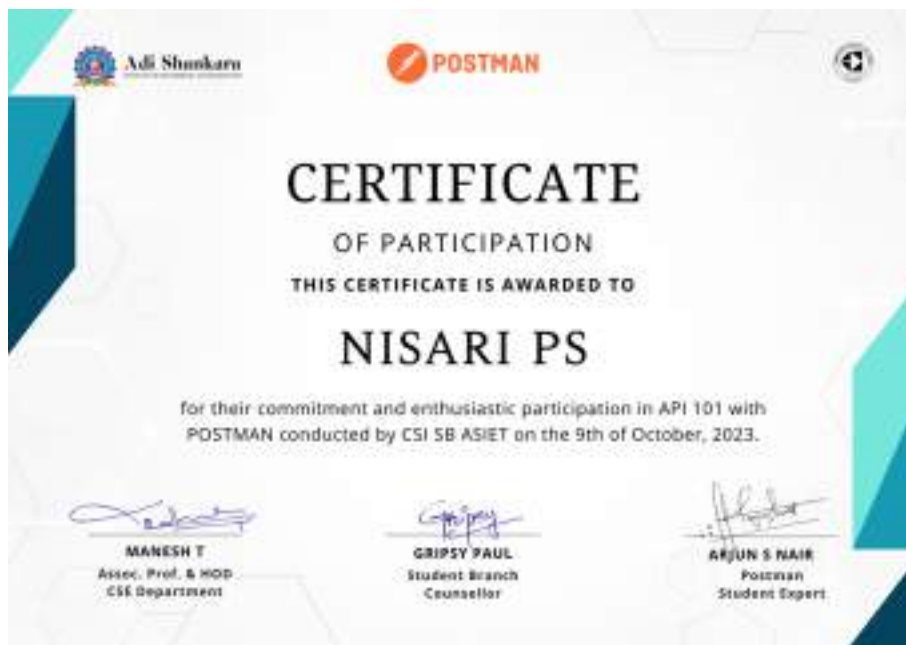 Adi Shankara
POSTMAN
CERTIFICATE
OF PARTICIPATION
THIS CERTIFICATE IS AWARDED TO
NISARI PS
for their commitment and enthusiastic participation in API 101 with
POSTMAN conducted by CSI SB ASIET on the 9th of October, 2023.
MANESH T
Assoc. Prof. & HOD
CSE Department
GRIPSY PAUL
Student Branch
Counsellor
ARJUN S NAIR
Postman
Student Expert